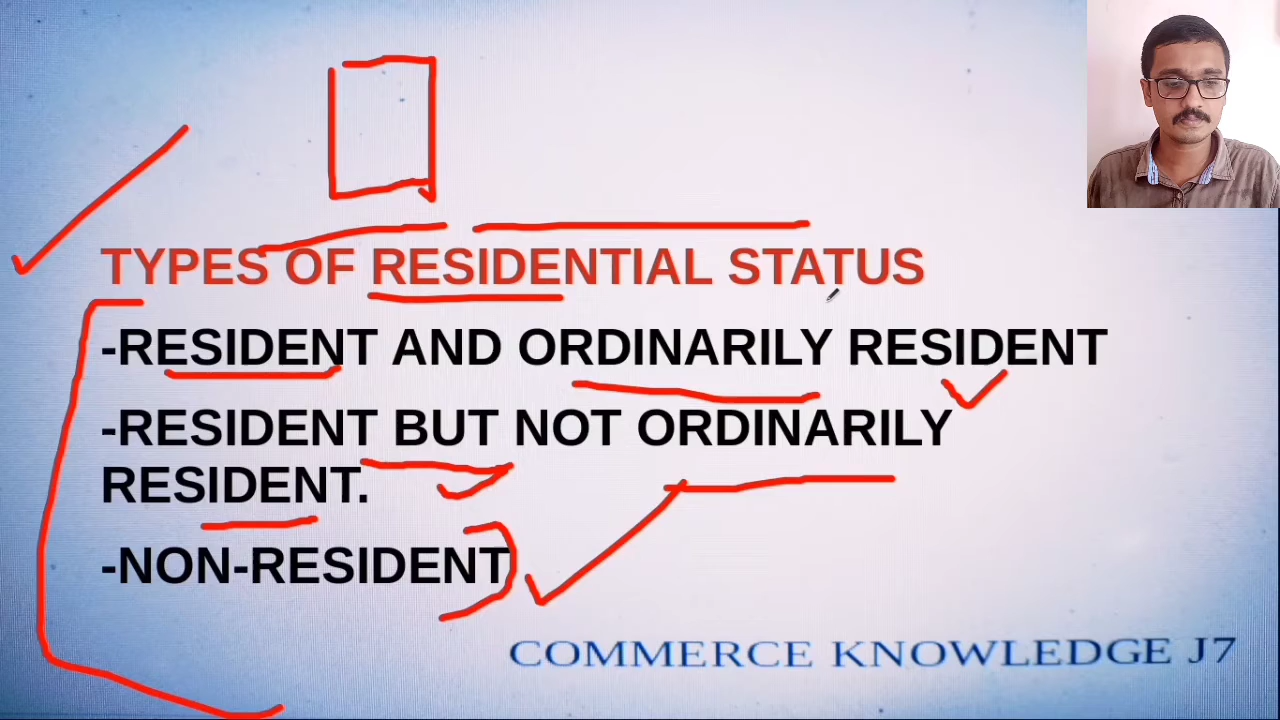 TYPES OF RESIDENTIAL STATUS
-RESIDENT AND ORDINARILY RESIDENT
-RESIDENT BUT NOT ORDINARILY
RESIDENT.
-NON-RESIDENT
COMMERCE KNOWLEDGE J7